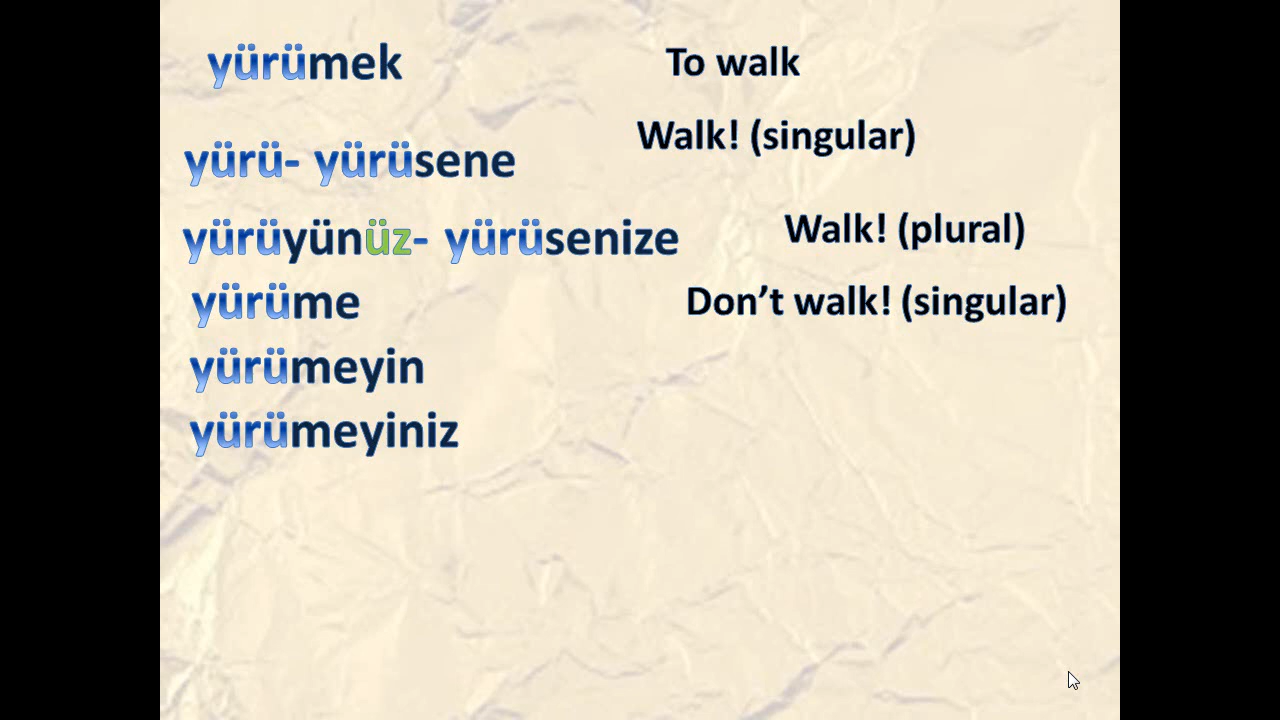 yürümek To walk
yürü- yürüsene Walk! (singular)
yürüyünüz- yürüsenize Walk! (plural)
yürüme Don’t walk! (singular)
yürümeyin
yürümeyiniz